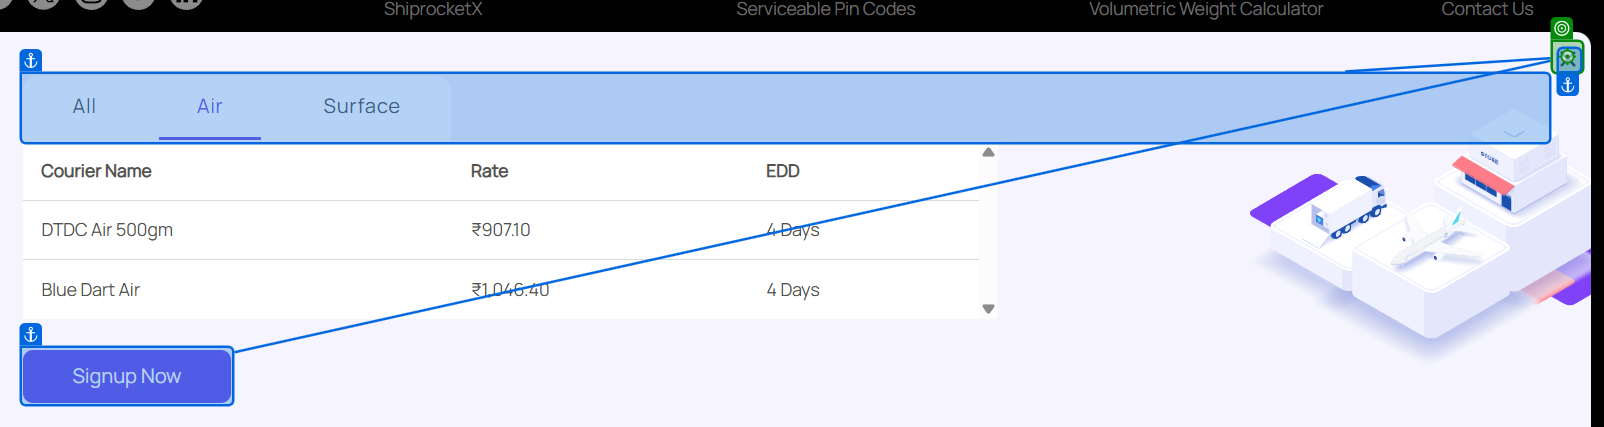 ShiprocketX Serviceable Pin Codes Volumetric Weight Calculator Contact Us
All Air Surface
Courier Name Rate EDD
DTDC Air 500gm ₹907.10 4 Days
Blue Dart Air ₹1,046.40 4 Days
Signup Now
STORE